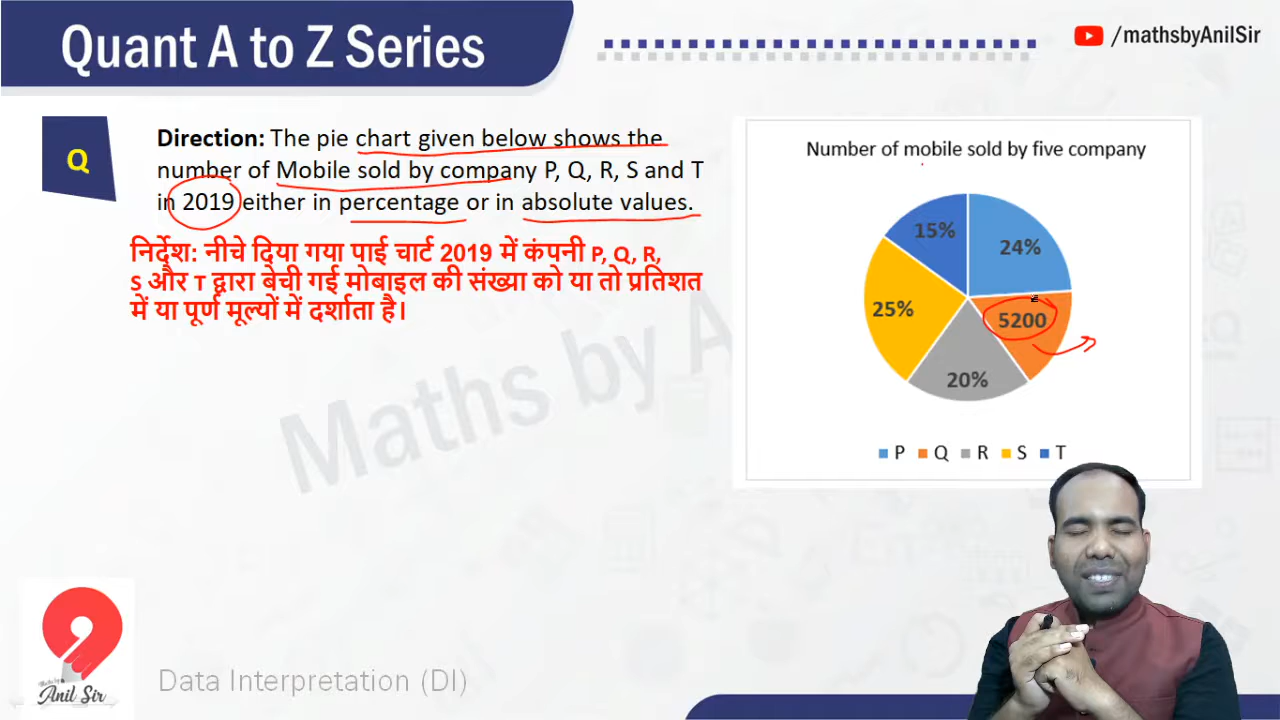 Quant A to Z Series
/mathsbyAnilSir
Q
Direction: The pie chart given below shows the
number of Mobile sold by company P, Q, R, S and T
in 2019 either in percentage or in absolute values.
निर्देश: नीचे दिया गया पाई चार्ट 2019 में कंपनी P, Q, R,
S और T द्वारा बेची गई मोबाइल की संख्या को या तो प्रतिशत
में या पूर्ण मूल्यों में दर्शाता है।
Number of mobile sold by five company
15%
24%
25%
5200
20%
P Q R S T
Maths by A
Anil Sir
Data Interpretation (DI)